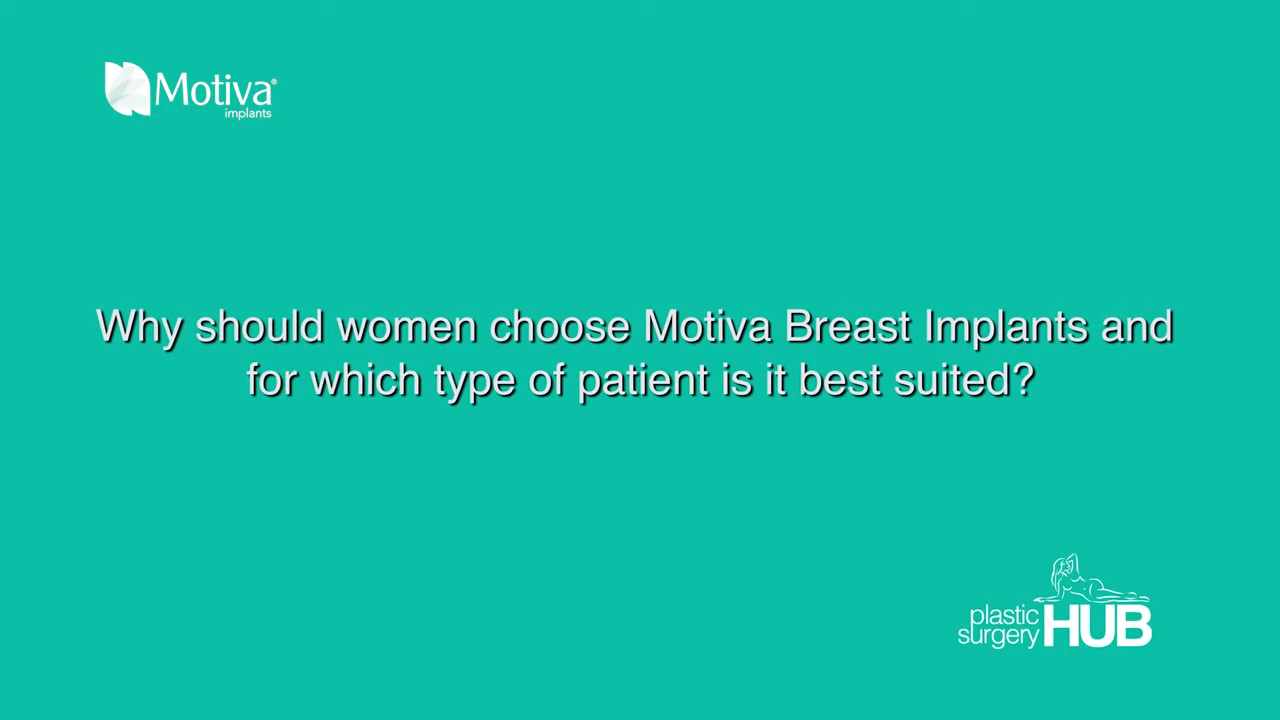 Motiva®
implants
Why should women choose Motiva Breast Implants and
for which type of patient is it best suited?
plastic
surgery HUB